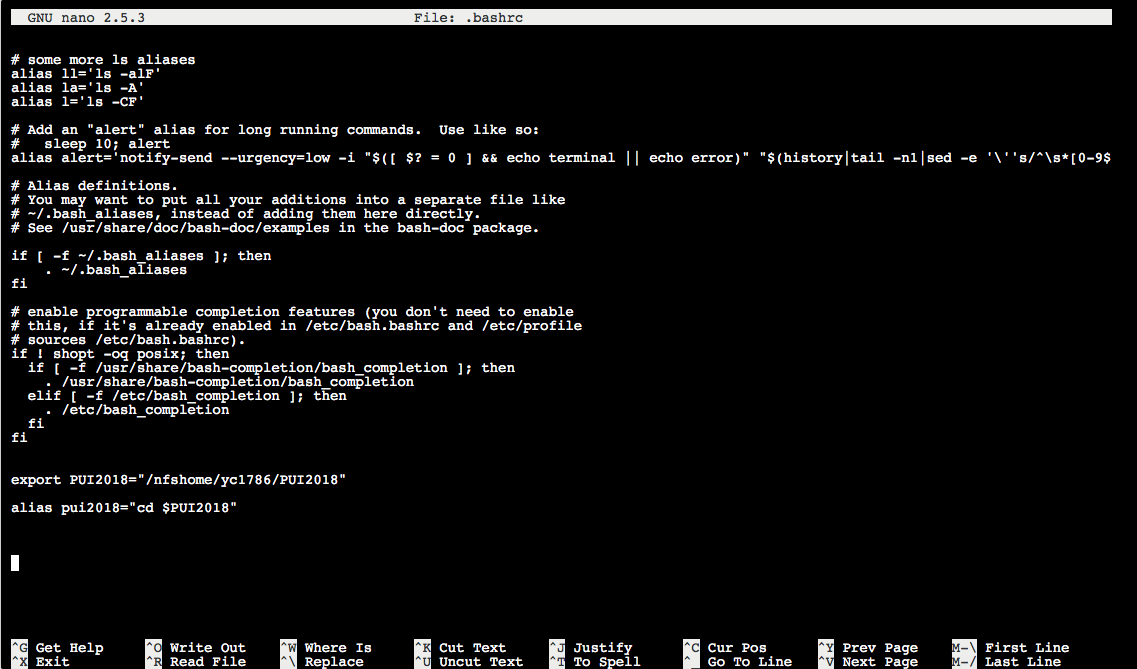 GNU nano 2.5.3 File: .bashrc
# some more ls aliases
alias ll='ls -alF'
alias la='ls -A'
alias l='ls -CF'
# Add an "alert" alias for long running commands.  Use like so:
#   sleep 10; alert
alias alert='notify-send --urgency=low -i "$([ $? = 0 ] && echo terminal || echo error)" "$(history|tail -n1|sed -e '\''s/^\s*[0-9$
# Alias definitions.
# You may want to put all your additions into a separate file like
# ~/.bash_aliases, instead of adding them here directly.
# See /usr/share/doc/bash-doc/examples in the bash-doc package.
if [ -f ~/.bash_aliases ]; then
    . ~/.bash_aliases
fi
# enable programmable completion features (you don't need to enable
# this, if it's already enabled in /etc/bash.bashrc and /etc/profile
# sources /etc/bash.bashrc).
if ! shopt -oq posix; then
  if [ -f /usr/share/bash-completion/bash_completion ]; then
    . /usr/share/bash-completion/bash_completion
  elif [ -f /etc/bash_completion ]; then
    . /etc/bash_completion
  fi
fi
export PUI2018="/nfshome/yc1786/PUI2018"
alias pui2018="cd $PUI2018"
^G Get Help ^O Write Out ^W Where Is ^K Cut Text ^J Justify ^C Cur Pos ^Y Prev Page M-\ First Line
^X Exit ^R Read File ^\ Replace ^U Uncut Text ^T To Spell ^_ Go To Line ^V Next Page M-/ Last Line